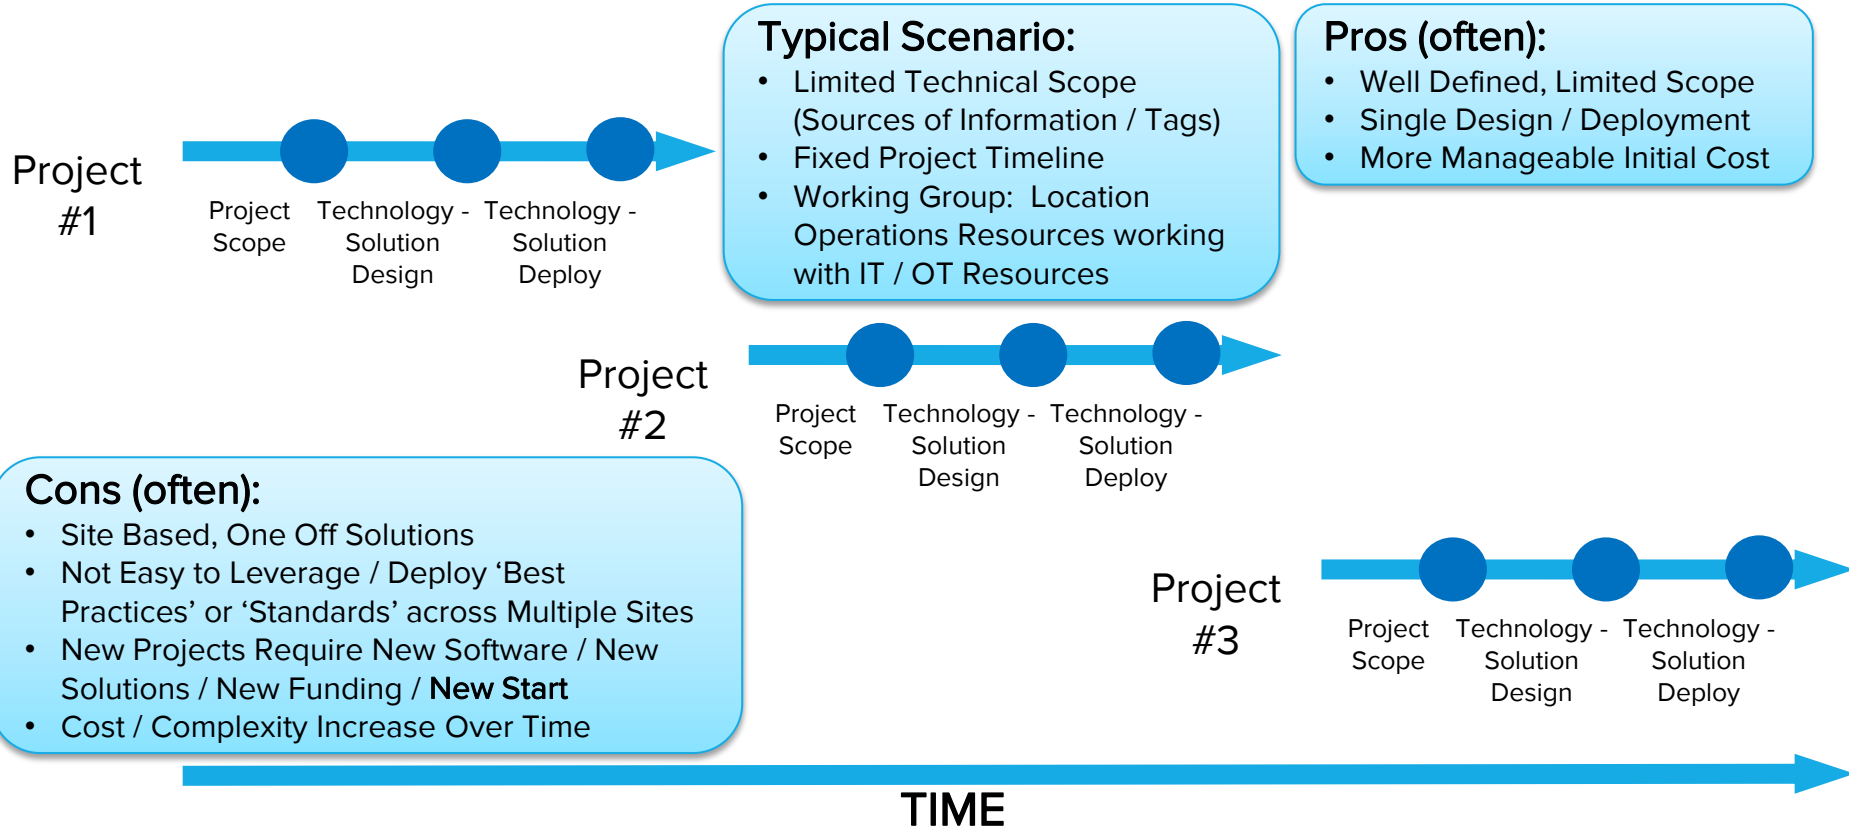 Typical Scenario:
• Limited Technical Scope
(Sources of Information / Tags)
• Fixed Project Timeline
• Working Group:  Location
Operations Resources working
with IT / OT Resources
Pros (often):
• Well Defined, Limited Scope
• Single Design / Deployment
• More Manageable Initial Cost
Project
#1
Project
Scope
Technology -
Solution
Design
Technology -
Solution
Deploy
Project
#2
Project
Scope
Technology -
Solution
Design
Technology -
Solution
Deploy
Cons (often):
• Site Based, One Off Solutions
• Not Easy to Leverage / Deploy ‘Best
Practices’ or ‘Standards’ across Multiple Sites
• New Projects Require New Software / New
Solutions / New Funding / New Start
• Cost / Complexity Increase Over Time
Project
#3
Project
Scope
Technology -
Solution
Design
Technology -
Solution
Deploy
TIME